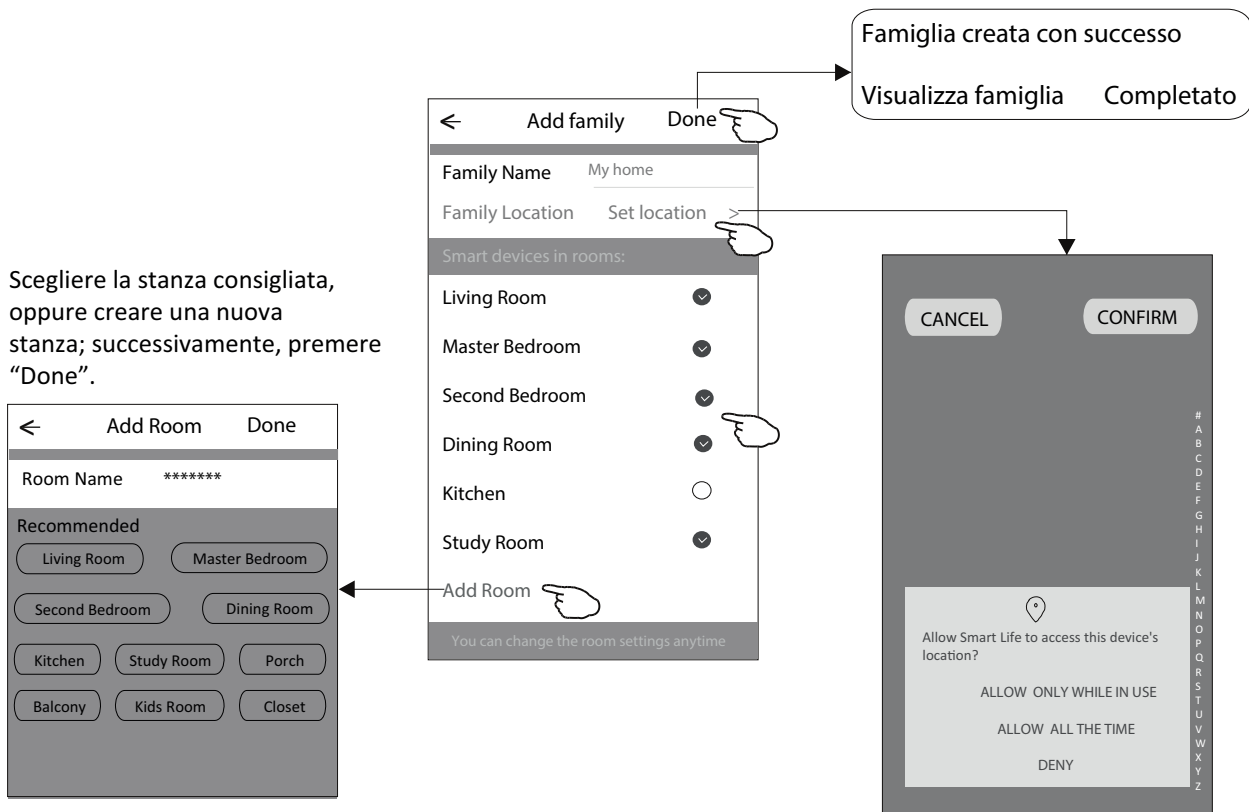 Famiglia creata con successo
Visualizza famiglia Completato
Add family Done
Family Name My home
Family Location Set location >
Smart devices in rooms:
Living Room
Master Bedroom
Second Bedroom
Dining Room
Kitchen
Study Room
Add Room
You can change the room settings anytime
Scegliere la stanza consigliata,
oppure creare una nuova
stanza; successivamente, premere
“Done”.
Add Room Done
Room Name *******
Recommended
Living Room Master Bedroom
Second Bedroom Dining Room
Kitchen Study Room Porch
Balcony Kids Room Closet
CANCEL CONFIRM
#
A
B
C
D
E
F
G
H
I
J
K
L
M
N
O
P
Q
R
S
T
U
V
W
X
Y
Z
Allow Smart Life to access this device's
location?
ALLOW ONLY WHILE IN USE
ALLOW ALL THE TIME
DENY